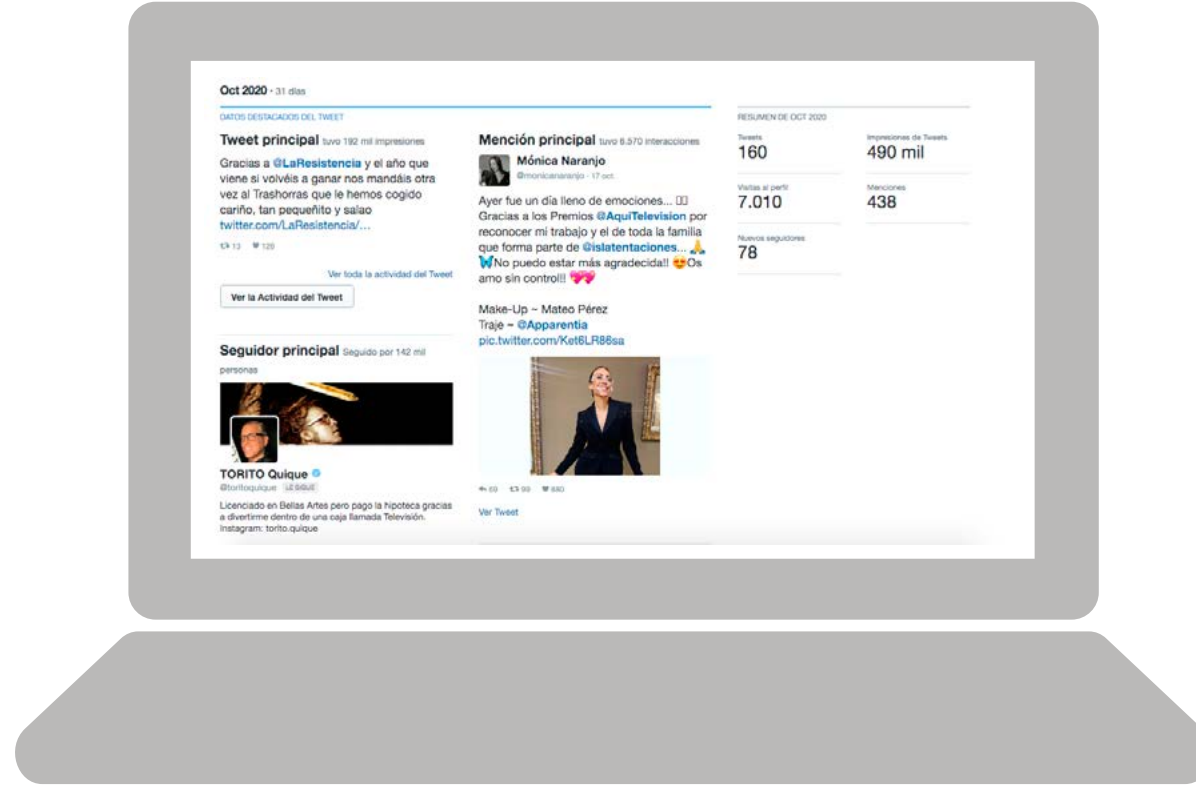 Oct 2020 · 31 días
DATOS DESTACADOS DEL TWEET
Tweet principal tuvo 192 mil impresiones
Gracias a @LaResistencia y el año que
viene si volvéis a ganar nos mandáis otra
vez al Trashorras que le hemos cogido
cariño, tan pequeñito y salao
twitter.com/LaResistencia/...
13
Ver toda la actividad del Tweet
Ver la Actividad del Tweet
Seguidor principal Seguido por 142 mil
personas
TORITO Quique
@toritoquique LE SIGUE
Licenciado en Bellas Artes pero pago la hipoteca gracias
a divertirme dentro de una caja llamada Televisión.
Instagram: torito.quique
Mención principal tuvo 6.570 interacciones
Mónica Naranjo
@monicanaranjo · 17 oct.
Ayer fue un día lleno de emociones...
Gracias a los Premios @AquiTelevision por
reconocer mi trabajo y el de toda la familia
que forma parte de @islatentaciones... 🙏
🦋No puedo estar más agradecida!! 😍Os
amo sin control!!! 💖💖
Make-Up ~ Mateo Pérez
Traje ~ @Apparentia
pic.twitter.com/Ket6LR86sa
Ver Tweet
RESUMEN DE OCT 2020
Tweets
160
Impresiones de Tweets
490 mil
Visitas al perfil
7.010
Menciones
438
Nuevos seguidores
78